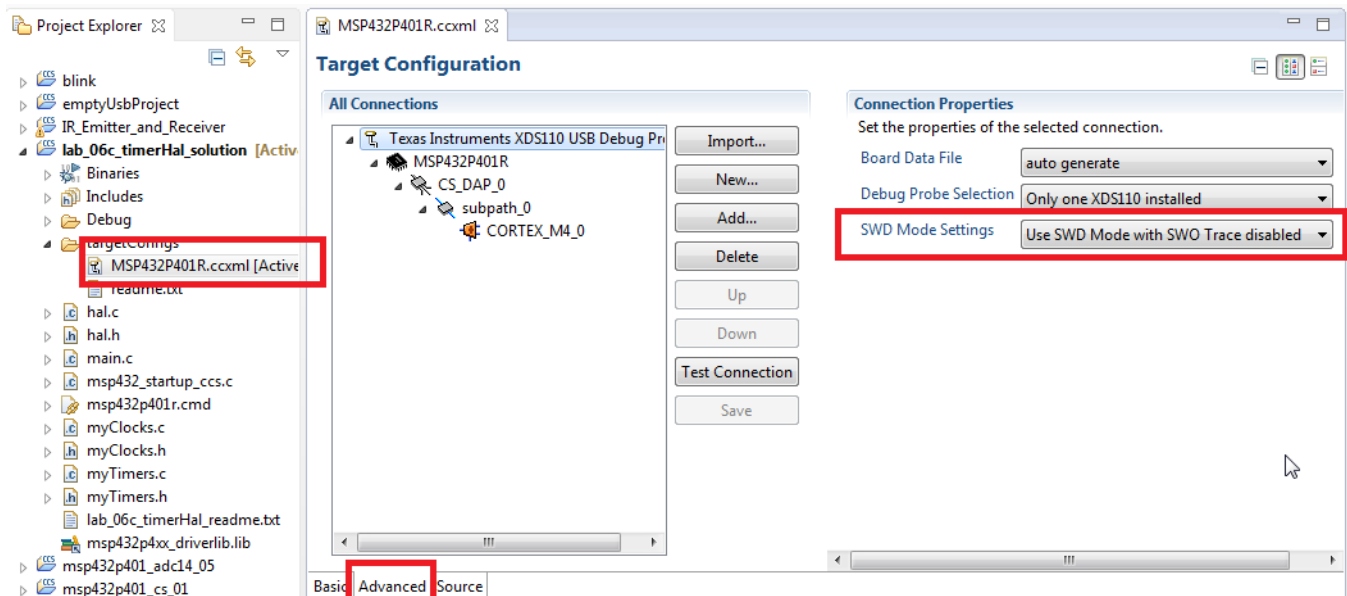 Project Explorer
blink
emptyUsbProject
IR_Emitter_and_Receiver
lab_06c_timerHal_solution [Activ
Binaries
Includes
Debug
targetConfigs
MSP432P401R.ccxml [Active
readme.txt
hal.c
hal.h
main.c
msp432_startup_ccs.c
msp432p401r.cmd
myClocks.c
myClocks.h
myTimers.c
myTimers.h
lab_06c_timerHal_readme.txt
msp432p4xx_driverlib.lib
msp432p401_adc14_05
msp432p401_cs_01
MSP432P401R.ccxml
Target Configuration
All Connections
Texas Instruments XDS110 USB Debug Pr
MSP432P401R
CS_DAP_0
subpath_0
CORTEX_M4_0
Import...
New...
Add...
Delete
Up
Down
Test Connection
Save
Basic Advanced Source
Connection Properties
Set the properties of the selected connection.
Board Data File auto generate
Debug Probe Selection Only one XDS110 installed
SWD Mode Settings Use SWD Mode with SWO Trace disabled